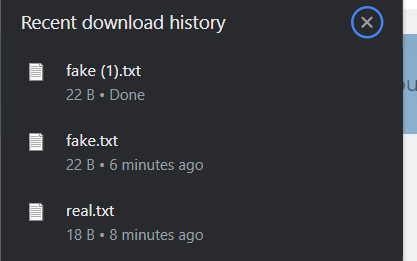 Recent download history
fake (1).txt
22 B • Done
fake.txt
22 B • 6 minutes ago
real.txt
18 B • 8 minutes ago